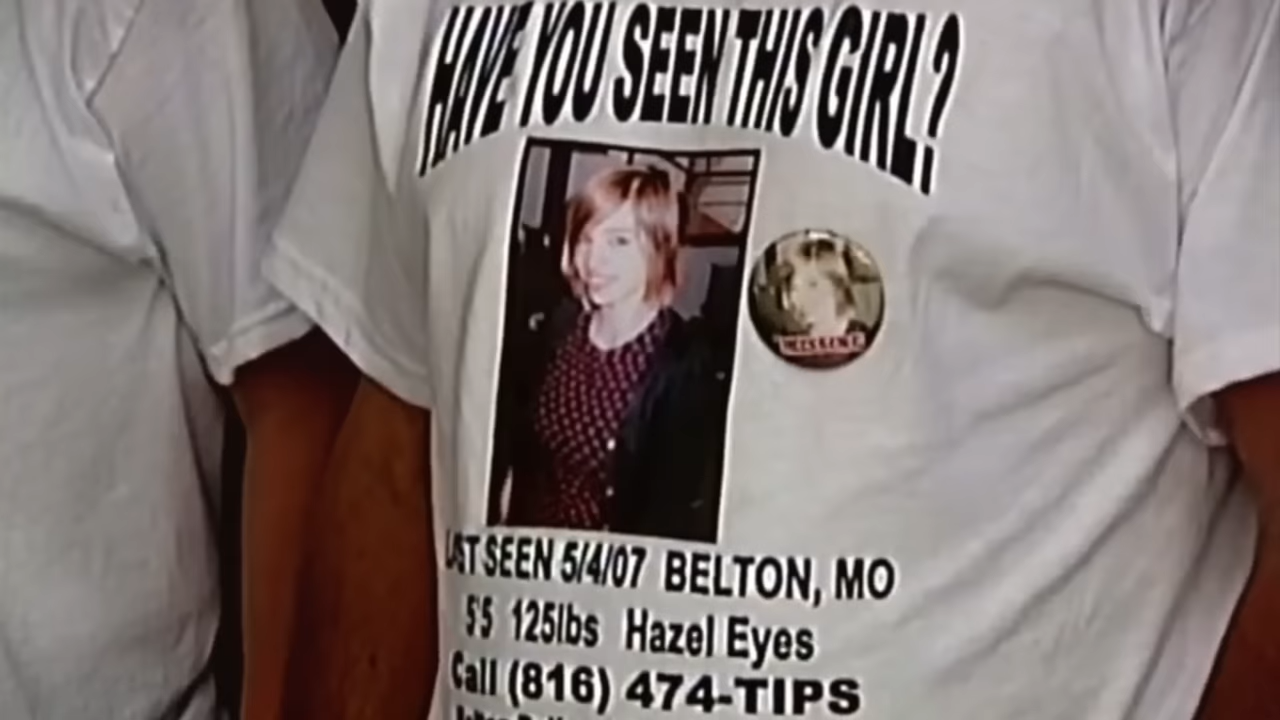 HAVE YOU SEEN THIS GIRL?
MISSING
LAST SEEN 5/4/07 BELTON, MO
5'5 125lbs Hazel Eyes
Call (816) 474-TIPS